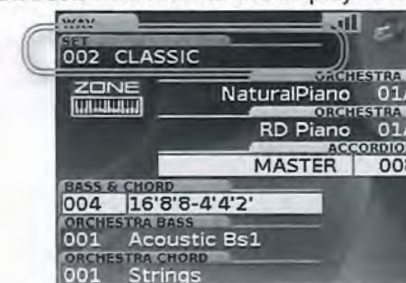 WAV
SET
002 CLASSIC
ZONE
ORCHESTRA
NaturalPiano 01/
ORCHESTRA
RD Piano 01/
ACCORDIO
MASTER 008
BASS & CHORD
004 16'8'8-4'4'2'
ORCHESTRA BASS
001 Acoustic Bs1
ORCHESTRA CHORD
001 Strings